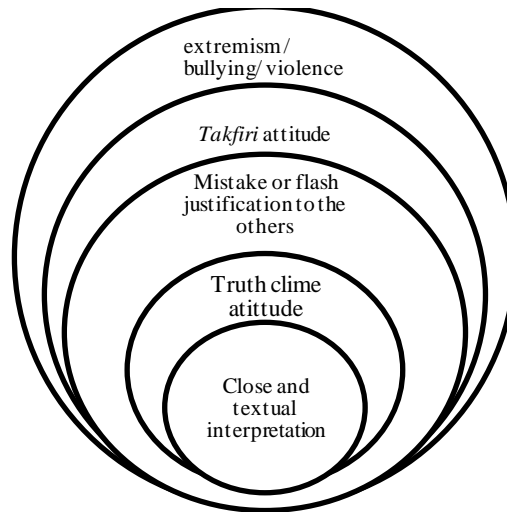 extremism/
bullying/ violence
Takfiri attitude
Mistake or flash
justification to the
others
Truth clime
atittude
Close and
textual
interpretation